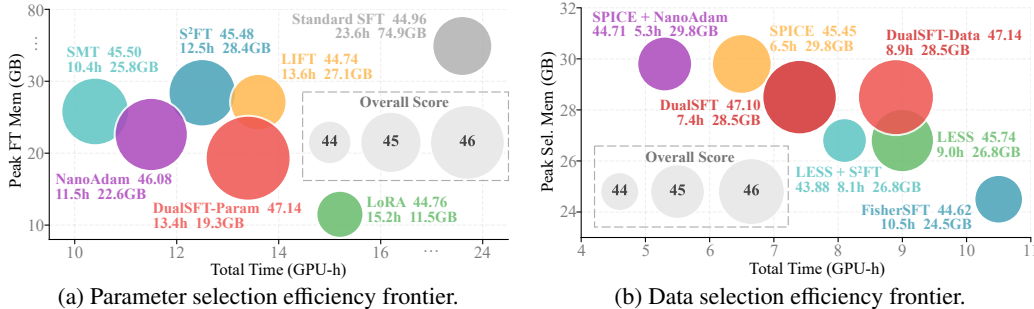 Peak FT Mem (GB)
80
⋮
30
20
10
Standard SFT 44.96
23.6h 74.9GB
S²FT 45.48
12.5h 28.4GB
SMT 45.50
10.4h 25.8GB
LIFT 44.74
13.6h 27.1GB
Overall Score
44 45 46
NanoAdam 46.08
11.5h 22.6GB
DualSFT-Param 47.14
13.4h 19.3GB
LoRA 44.76
15.2h 11.5GB
10 12 14 16 ... 24
Total Time (GPU-h)
(a) Parameter selection efficiency frontier.
Peak Sel. Mem (GB)
32
30
28
26
24
SPICE + NanoAdam
44.71 5.3h 29.8GB
SPICE 45.45
6.5h 29.8GB
DualSFT-Data 47.14
8.9h 28.5GB
DualSFT 47.10
7.4h 28.5GB
LESS 45.74
9.0h 26.8GB
LESS + S²FT
43.88 8.1h 26.8GB
Overall Score
44 45 46
FisherSFT 44.62
10.5h 24.5GB
4 5 6 7 8 9 10 11
Total Time (GPU-h)
(b) Data selection efficiency frontier.